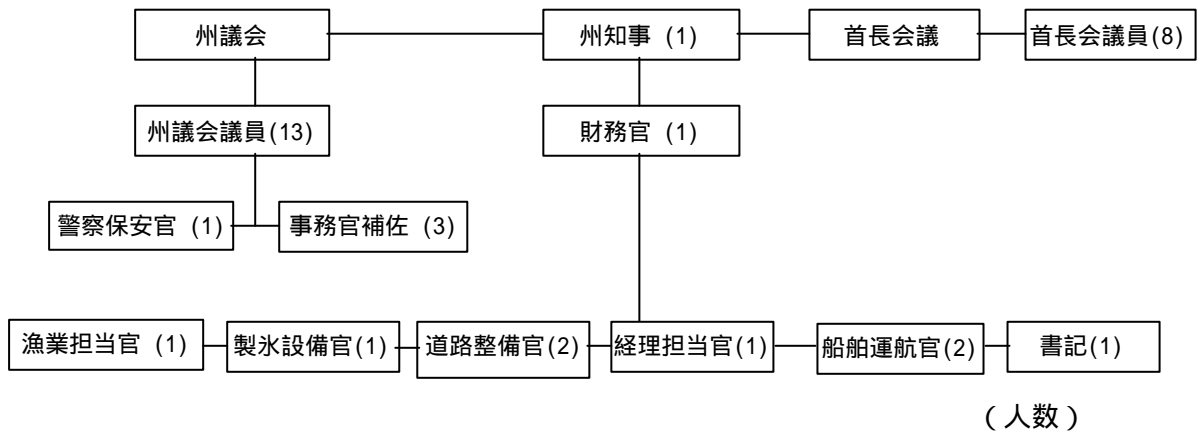 州議会
州知事 (1)
首長会議
首長会議員(8)
州議会議員(13)
財務官 (1)
警察保安官 (1)
事務官補佐 (3)
漁業担当官 (1)
製氷設備官(1)
道路整備官(2)
経理担当官(1)
船舶運航官(2)
書記(1)
(人数)